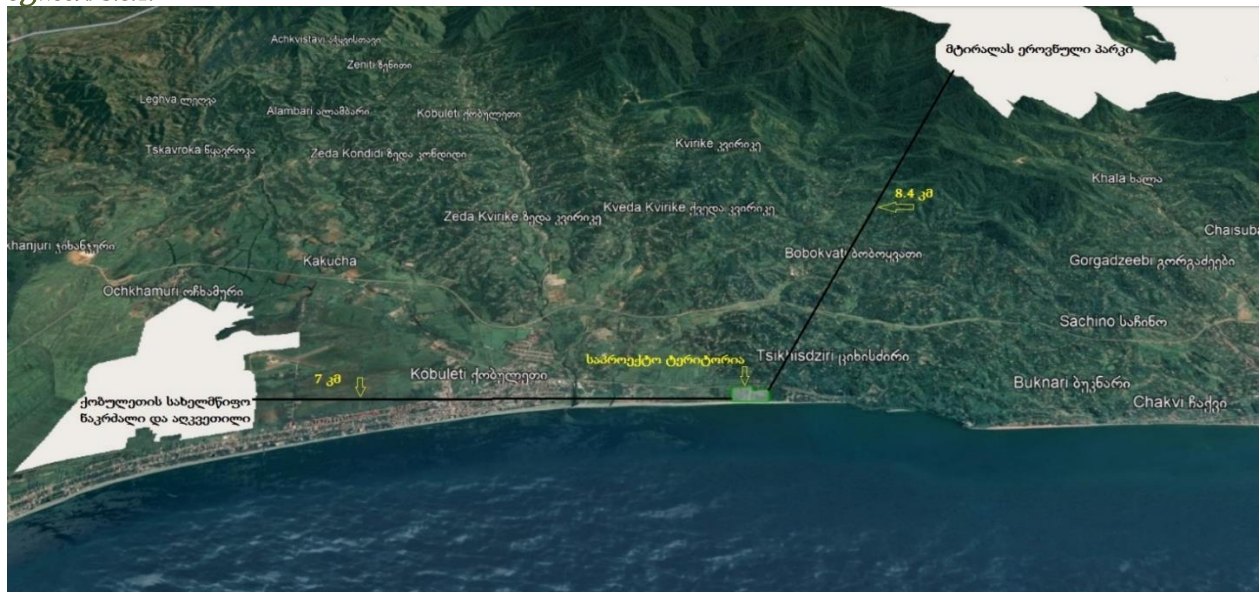 მტირალას ეროვნული პარკი
Achkvistavi აჭყვისთავი
Zeniti ზენითი
Leghva ლეღვა
Alambari ალამბარი
Kobuleti ქობულეთი
Tskavroka წყავროკა
Zeda Kondidi ზედა კონდიდი
Kvirike კვირიკე
Khala ხალა
8.4 კმ
Zeda Kvirike ზედა კვირიკე
Kveda Kvirike ქვედა კვირიკე
Chaisuba
khanjuri ჯიხანჯური
Kakucha
Bobokvati ბობოყვათი
Gorgadzeebi გორგაძეები
Ochkhamuri ოჩხამური
Sachino საჩინო
საპროექტო ტერიტორია
Tsikhisdziri ციხისძირი
7 კმ
Kobuleti ქობულეთი
Buknari ბუკნარი
ქობულეთის სახელმწიფო
ნაკრძალი და აღკვეთილი
Chakvi ჩაქვი